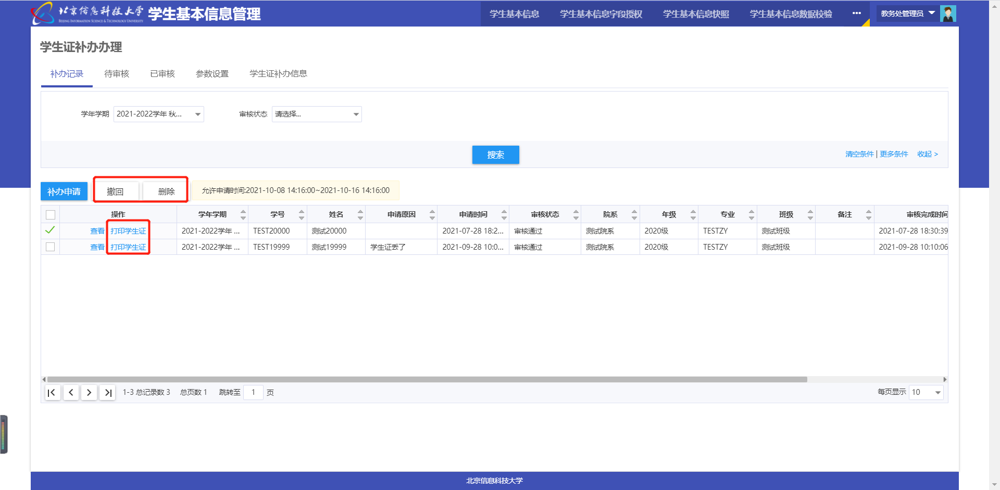 北京信息科技大学 学生基本信息管理 学生基本信息 学生基本信息字段授权 学生基本信息快照 学生基本信息数据校验 ••• 教务处管理员
BEIJING INFORMATION SCIENCE & TECHNOLOGY UNIVERSITY
学生证补办办理
补办记录 待审核 已审核 参数设置 学生证补办信息
学年学期 2021-2022学年 秋... 审核状态 请选择...
搜索 清空条件 | 更多条件 收起 >
补办申请 撤回 删除 允许申请时间:2021-10-08 14:16:00~2021-10-16 14:16:00
操作 学年学期 学号 姓名 申请原因 申请时间 审核状态 院系 年级 专业 班级 备注 审核完成时间
查看 打印学生证 2021-2022学年 ... TEST20000 测试20000 2021-07-28 18:2... 审核通过 测试院系 2020级 TESTZY 测试班级 2021-07-28 18:30:39
查看 打印学生证 2021-2022学年 ... TEST19999 测试19999 学生证丢了 2021-09-28 10:0... 审核通过 测试院系 2020级 TESTZY 测试班级 2021-09-28 10:10:06
1-3 总记录数 3 总页数 1 跳转至 1 页 每页显示 10
北京信息科技大学